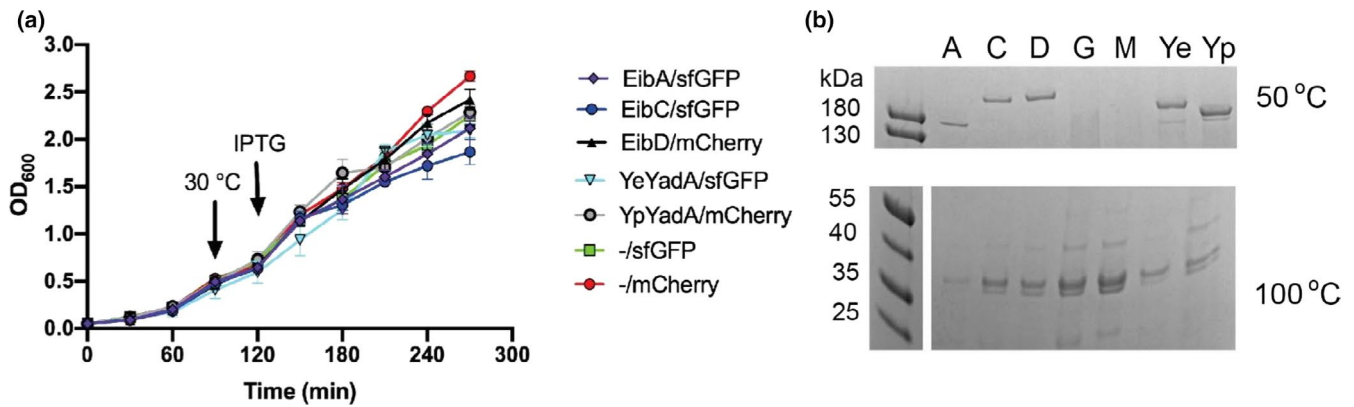 (a)
3.0
2.5
2.0
1.5
1.0
0.5
0.0
OD600
30 °C
IPTG
0 60 120 180 240 300
Time (min)
EibA/sfGFP
EibC/sfGFP
EibD/mCherry
YeYadA/sfGFP
YpYadA/mCherry
-/sfGFP
-/mCherry
(b)
A C D G M Ye Yp
kDa
180
130
50 °C
55
40
35
25
100 °C